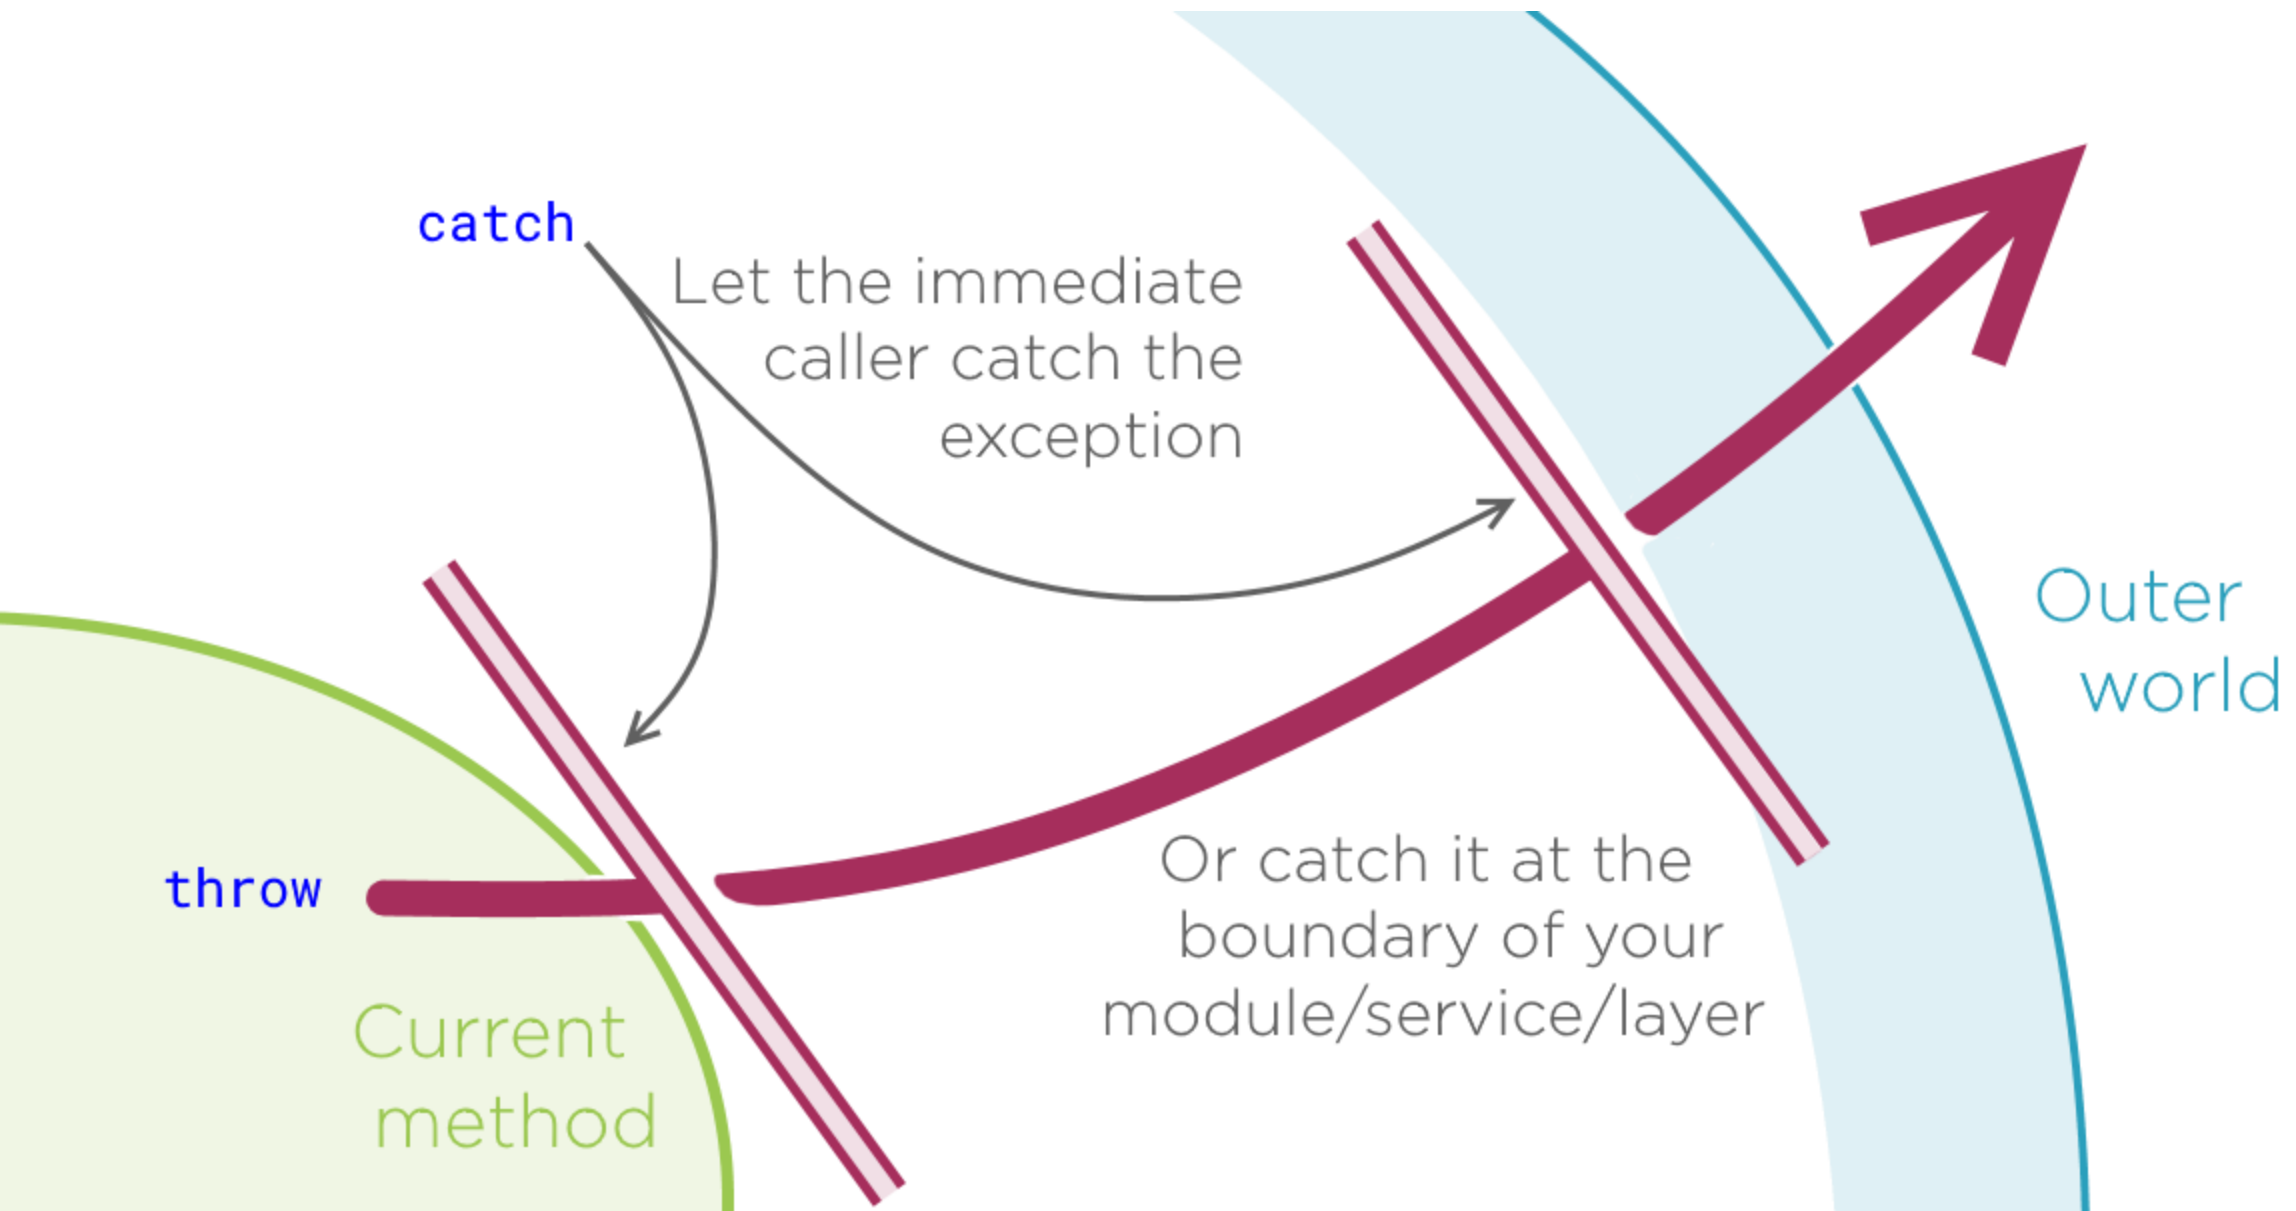 catch
Let the immediate
caller catch the
exception
Outer
world
Or catch it at the
boundary of your
module/service/layer
throw
Current
method